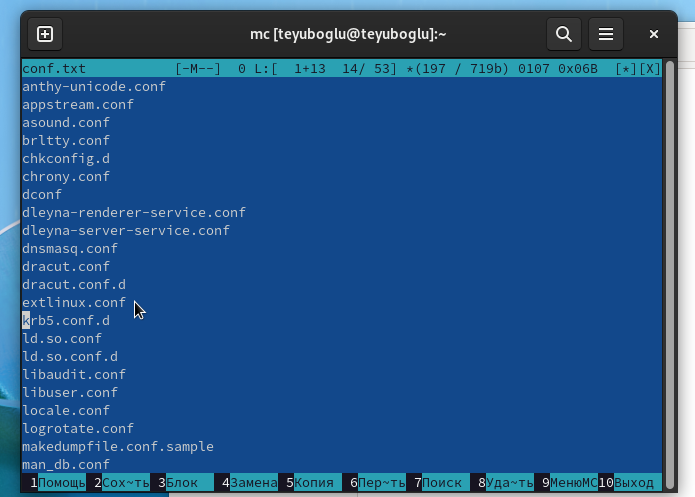 mc [teyuboglu@teyuboglu]:~
conf.txt [-M--] 0 L:[ 1+13 14/ 53] *(197 / 719b) 0107 0x06B [*][X]
anthy-unicode.conf
appstream.conf
asound.conf
brltty.conf
chkconfig.d
chrony.conf
dconf
dleyna-renderer-service.conf
dleyna-server-service.conf
dnsmasq.conf
dracut.conf
dracut.conf.d
extlinux.conf
krb5.conf.d
ld.so.conf
ld.so.conf.d
libaudit.conf
libuser.conf
locale.conf
logrotate.conf
makedumpfile.conf.sample
man_db.conf
1Помощь 2Сох~ть 3Блок 4Замена 5Копия 6Пер~ть 7Поиск 8Уда~ть 9МенюMC 10Выход